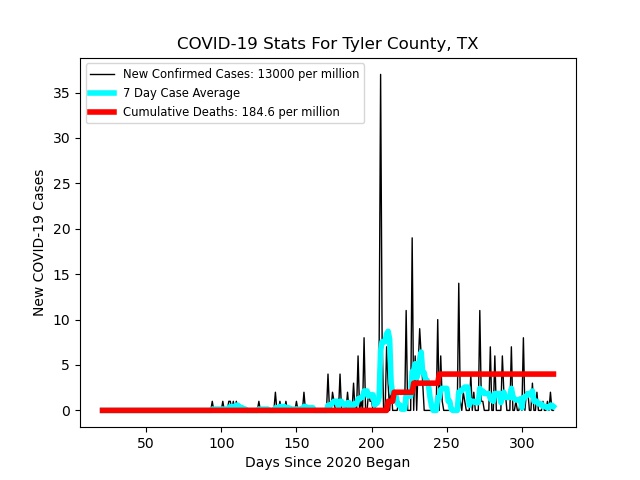 COVID-19 Stats For Tyler County, TX
New Confirmed Cases: 13000 per million
7 Day Case Average
Cumulative Deaths: 184.6 per million
New COVID-19 Cases
35
30
25
20
15
10
5
0
50 100 150 200 250 300
Days Since 2020 Began